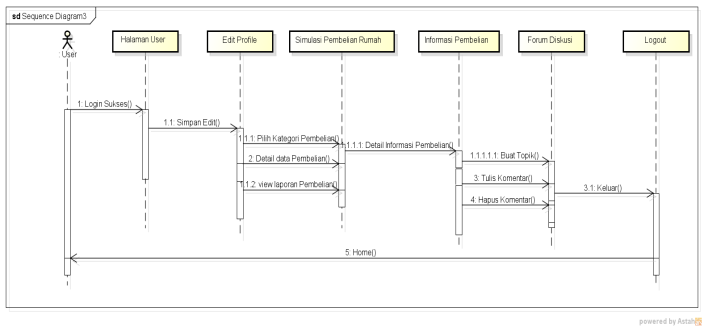 sd Sequence Diagram3
User
Halaman User
Edit Profile
Simulasi Pembelian Rumah
Informasi Pembelian
Forum Diskusi
Logout
1: Login Sukses()
1.1: Simpan Edit()
1.1.1: Pilih Kategori Pembelian()
1.1.1.1: Detail Informasi Pembelian()
1.1.1.1.1: Buat Topik()
2: Detail data Pembelian()
3: Tulis Komentar()
1.1.2: view laporan Pembelian()
3.1: Keluar()
4: Hapus Komentar()
5: Home()
powered by Astah